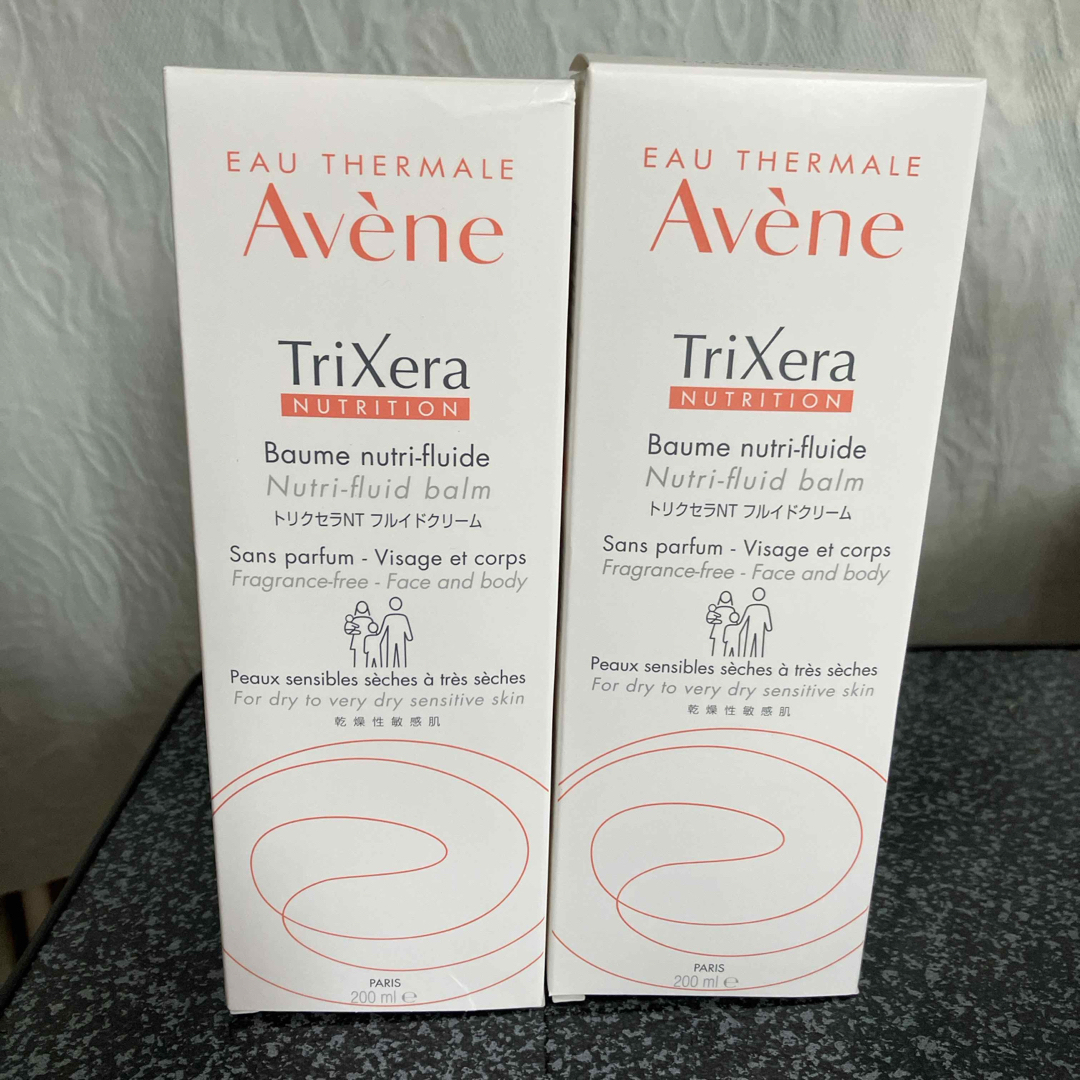 EAU THERMALE
Avène
TriXera
NUTRITION
Baume nutri-fluide
Nutri-fluid balm
トリクセラNT フルイドクリーム
Sans parfum - Visage et corps
Fragrance-free - Face and body
Peaux sensibles sèches à très sèches
For dry to very dry sensitive skin
乾燥性敏感肌
PARIS
200 ml ℮
EAU THERMALE
Avène
TriXera
NUTRITION
Baume nutri-fluide
Nutri-fluid balm
トリクセラNT フルイドクリーム
Sans parfum - Visage et corps
Fragrance-free - Face and body
Peaux sensibles sèches à très sèches
For dry to very dry sensitive skin
乾燥性敏感肌
PARIS
200 ml ℮